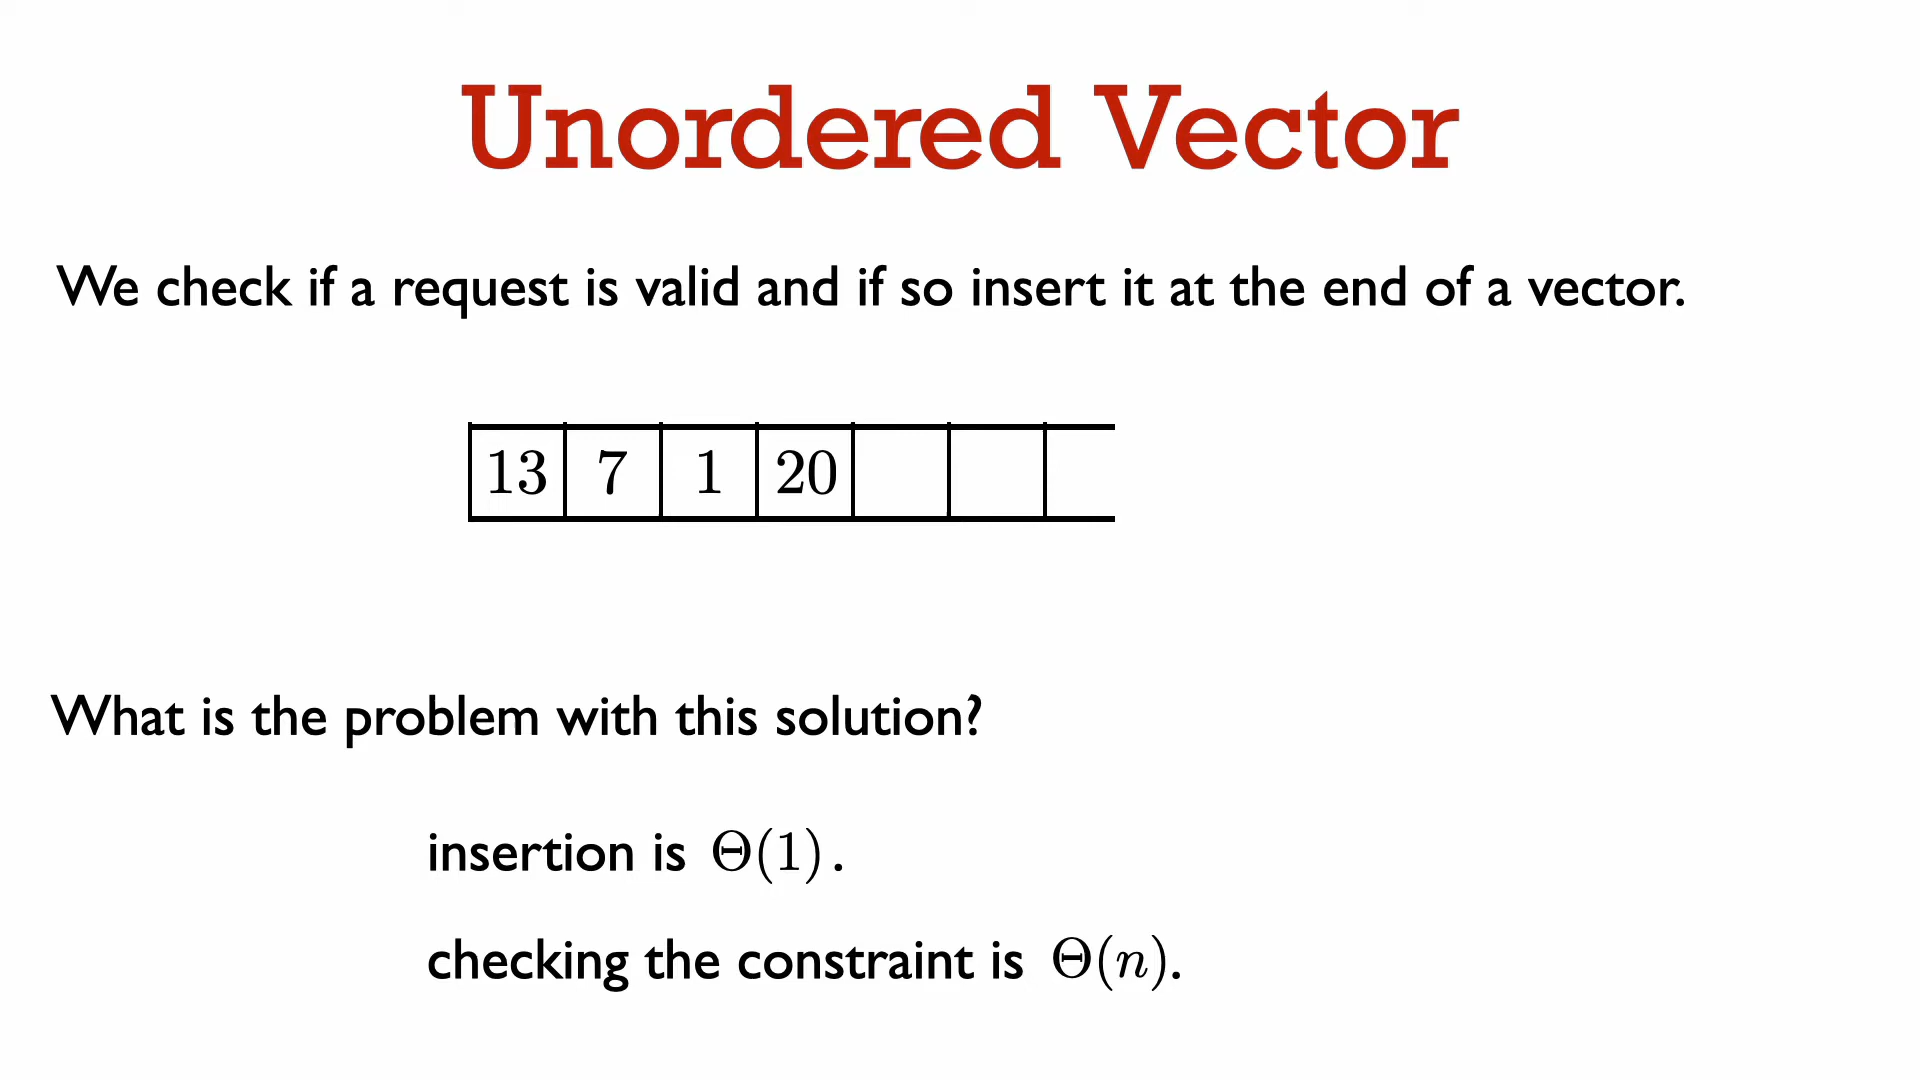 Unordered Vector
We check if a request is valid and if so insert it at the end of a vector.
13 7 1 20
What is the problem with this solution?
insertion is Θ(1).
checking the constraint is Θ(n).